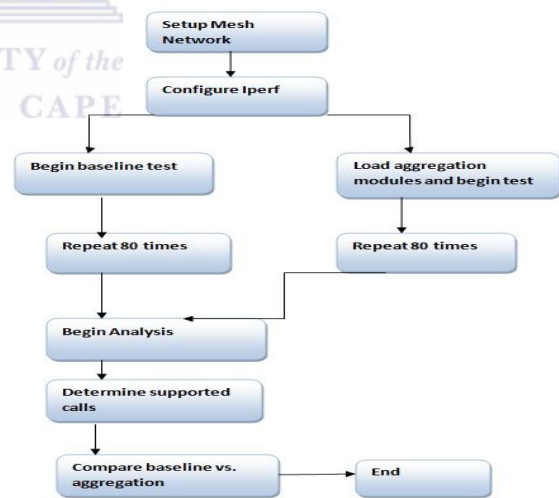 TY of the
CAPE
Setup Mesh
Network
Configure Iperf
Begin baseline test
Load aggregation
modules and begin test
Repeat 80 times
Repeat 80 times
Begin Analysis
Determine supported
calls
Compare baseline vs.
aggregation
End